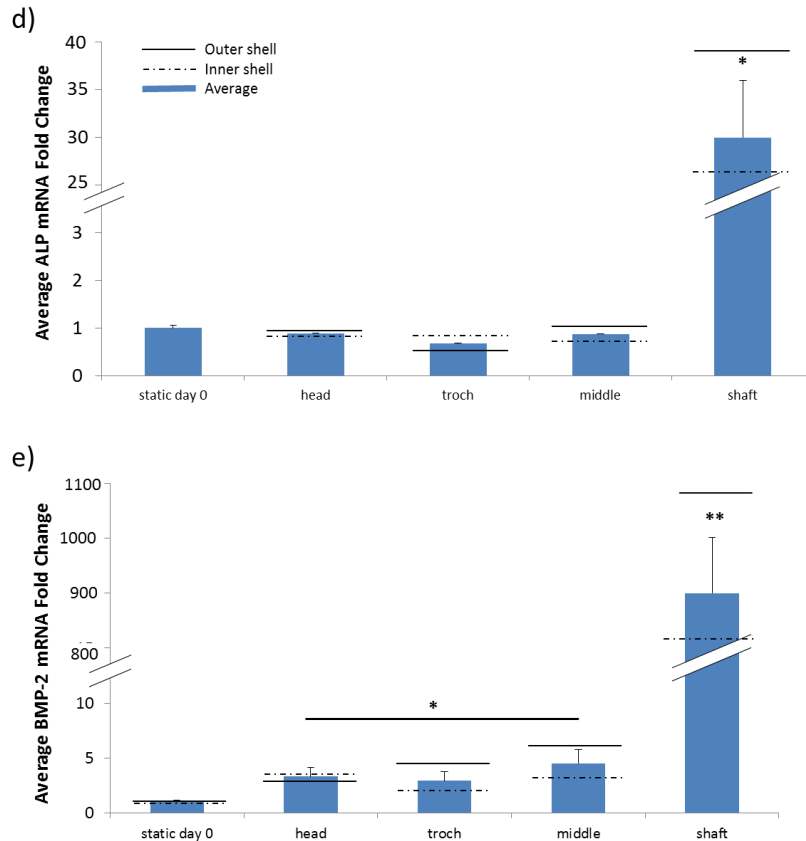 d)
Average ALP mRNA Fold Change
40
35
30
25
3
2
1
0
Outer shell
Inner shell
Average
*
static day 0 head troch middle shaft
e)
Average BMP-2 mRNA Fold Change
1100
1000
900
800
10
5
0
*
**
static day 0 head troch middle shaft